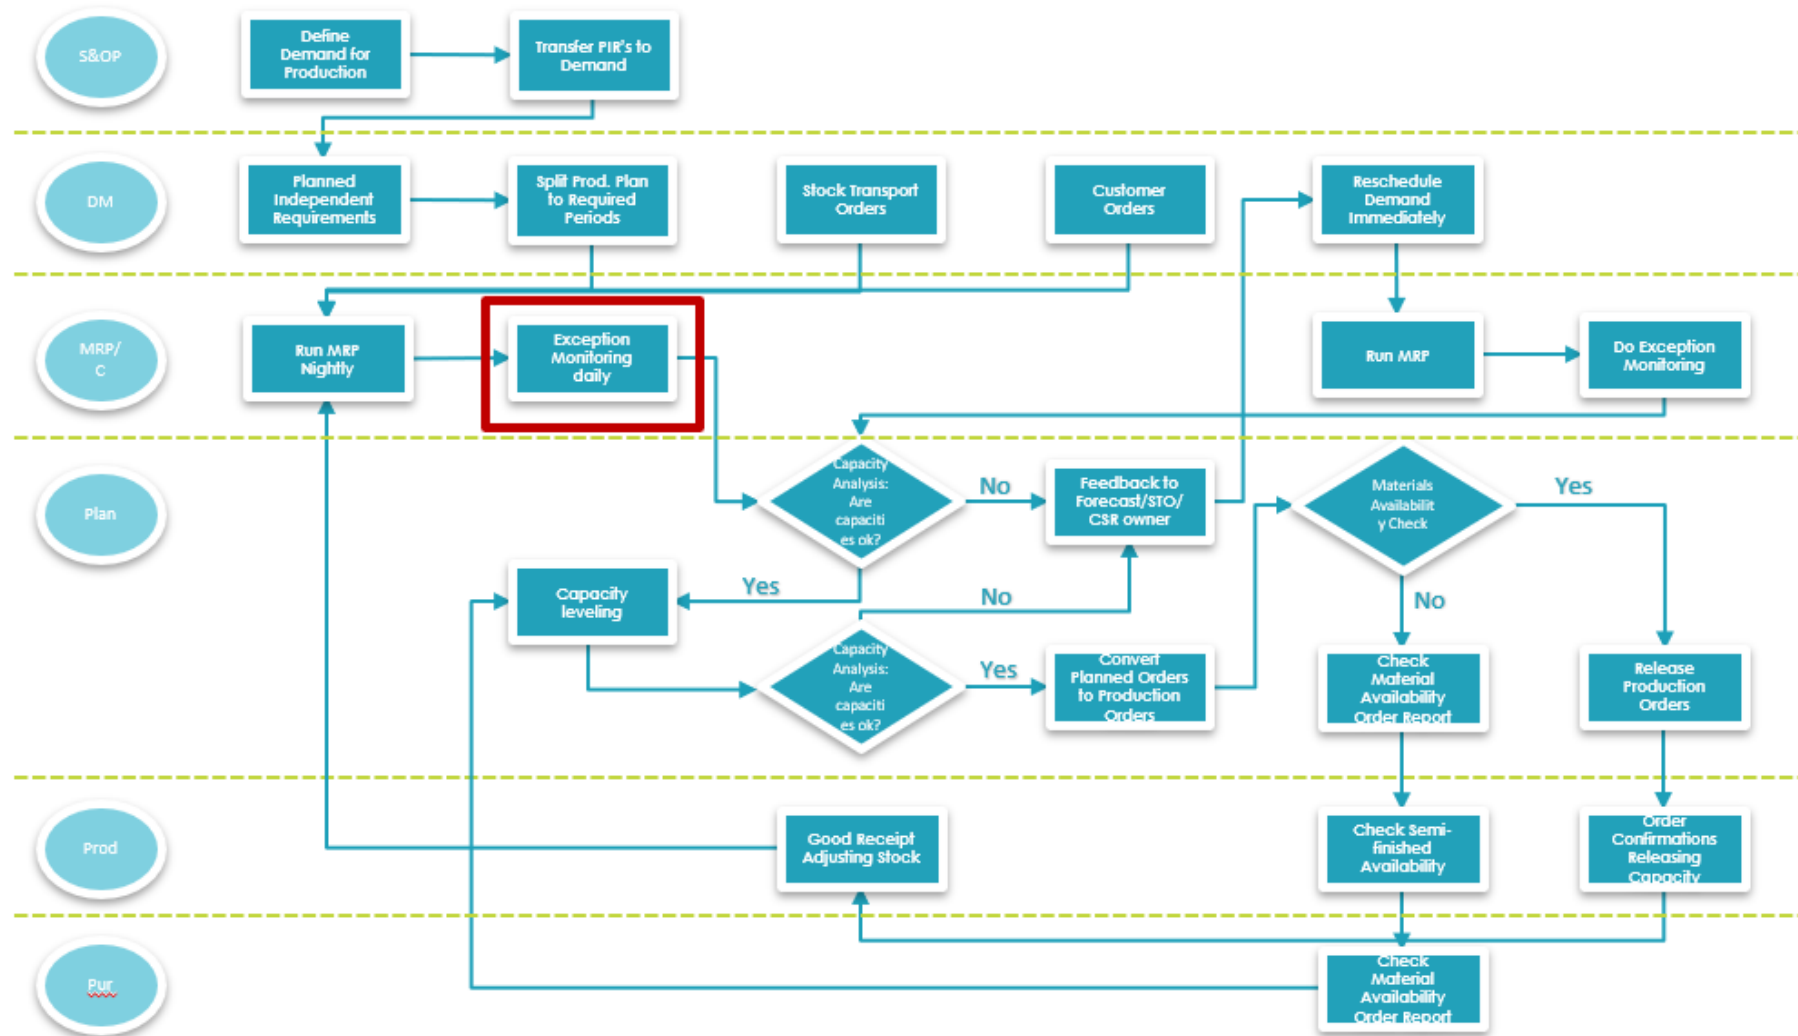 S&OP
Define
Demand for
Production
Transfer PIR's to
Demand
DM
Planned
Independent
Requirements
Split Prod. Plan
to Required
Periods
Stock Transport
Orders
Customer
Orders
Reschedule
Demand
Immediately
MRP/
C
Run MRP
Nightly
Exception
Monitoring
daily
Run MRP
Do Exception
Monitoring
Plan
Capacity
Analysis:
Are
capaciti
es ok?
No
Feedback to
Forecast/STO/
CSR owner
Materials
Availabilit
y Check
Yes
Capacity
leveling
Yes
No
No
Capacity
Analysis:
Are
capaciti
es ok?
Yes
Convert
Planned Orders
to Production
Orders
Check
Material
Availability
Order Report
Release
Production
Orders
Prod
Good Receipt
Adjusting Stock
Check Semi-
finished
Availability
Order
Confirmations
Releasing
Capacity
Pur
Check
Material
Availability
Order Report